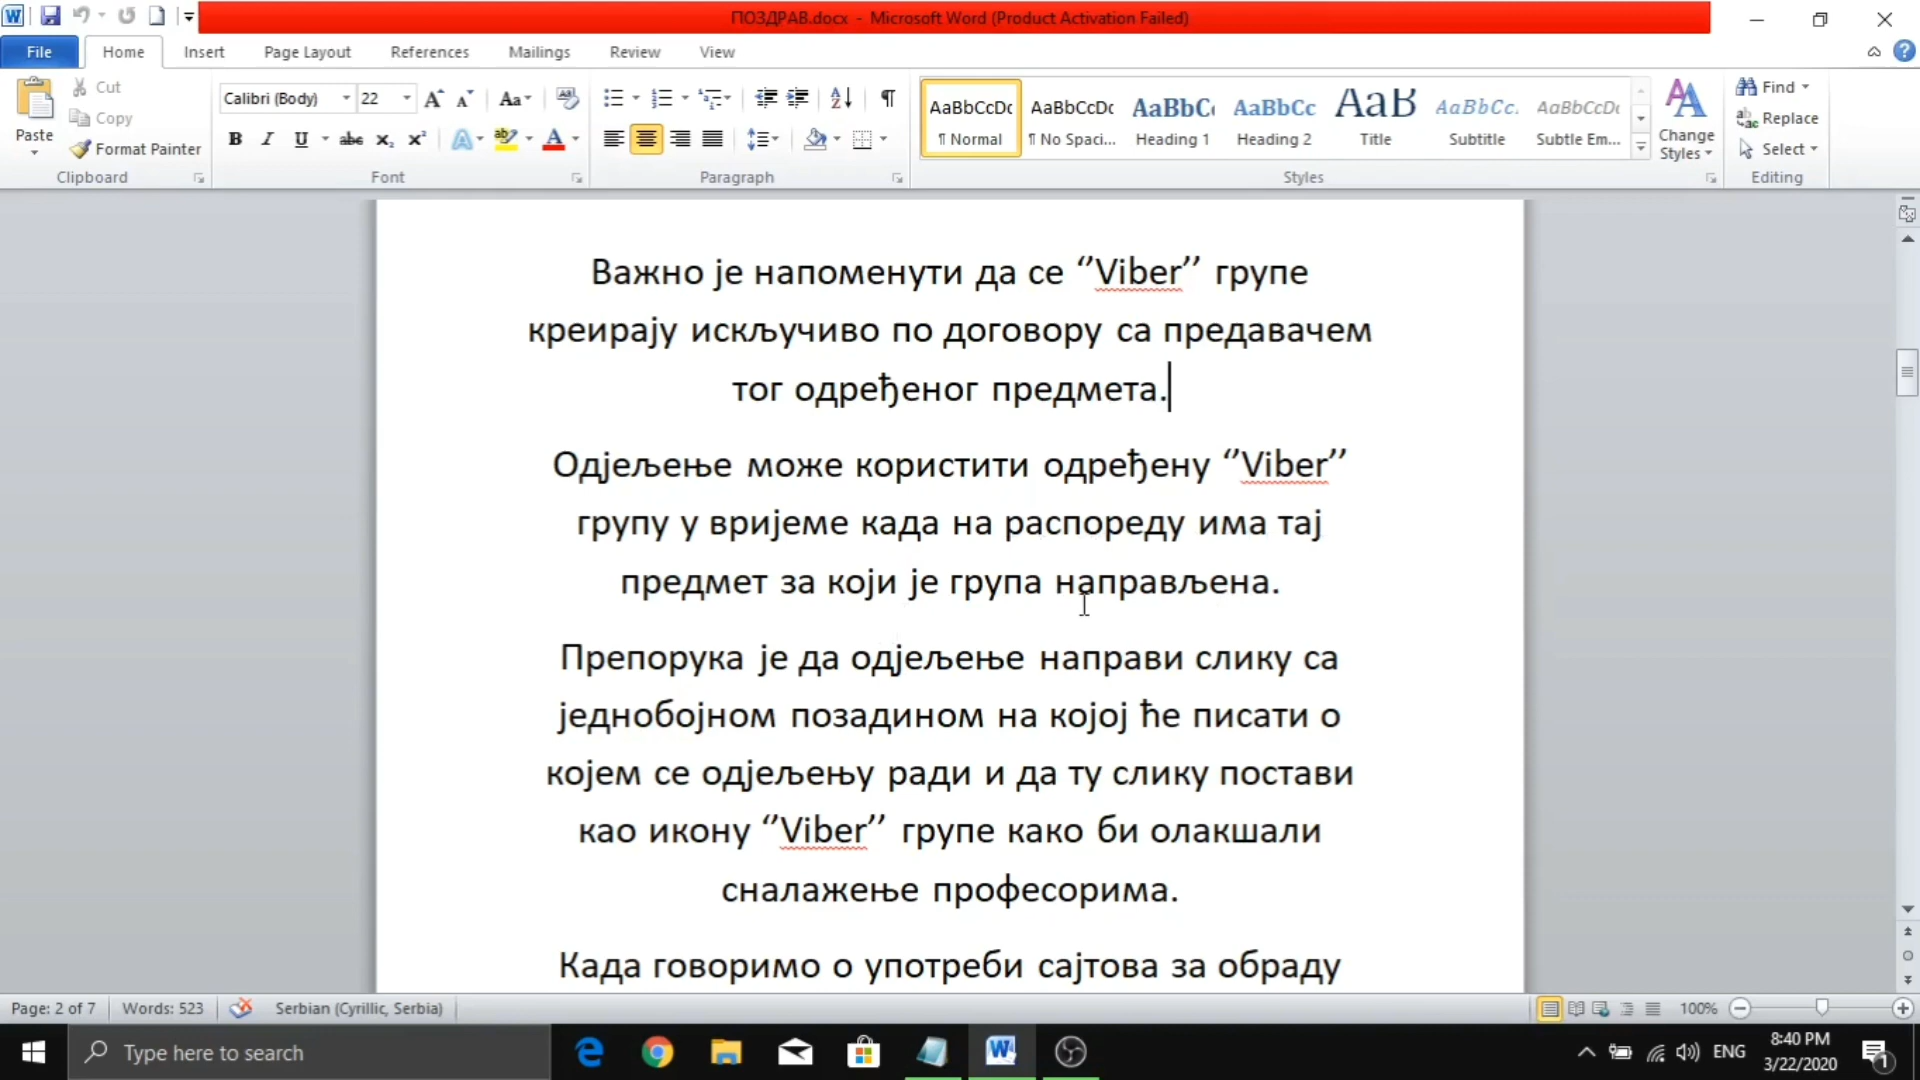 ПОЗДРАВ.docx - Microsoft Word (Product Activation Failed)
File Home Insert Page Layout References Mailings Review View
Paste
Cut
Copy
Format Painter
Clipboard
Calibri (Body) 22
Font
Paragraph
AaBbCcDc AaBbCcDc AaBbC AaBbCc AaB AaBbCc. AaBbCcDc
¶ Normal ¶ No Spaci... Heading 1 Heading 2 Title Subtitle Subtle Em...
Change
Styles
Styles
Find
Replace
Select
Editing
Важно је напоменути да се ‘’Viber’’ групе
креирају искључиво по договору са предавачем
тог одређеног предмета.
Одјељење може користити одређену ‘’Viber’’
групу у вријеме када на распореду има тај
предмет за који је група направљена.
Препорука је да одјељење направи слику са
једнобојном позадином на којој ће писати о
којем се одјељењу ради и да ту слику постави
као икону ‘’Viber’’ групе како би олакшали
сналажење професорима.
Када говоримо о употреби сајтова за обраду
Page: 2 of 7 Words: 523 Serbian (Cyrillic, Serbia) 100%
Type here to search
ENG
8:40 PM
3/22/2020
1